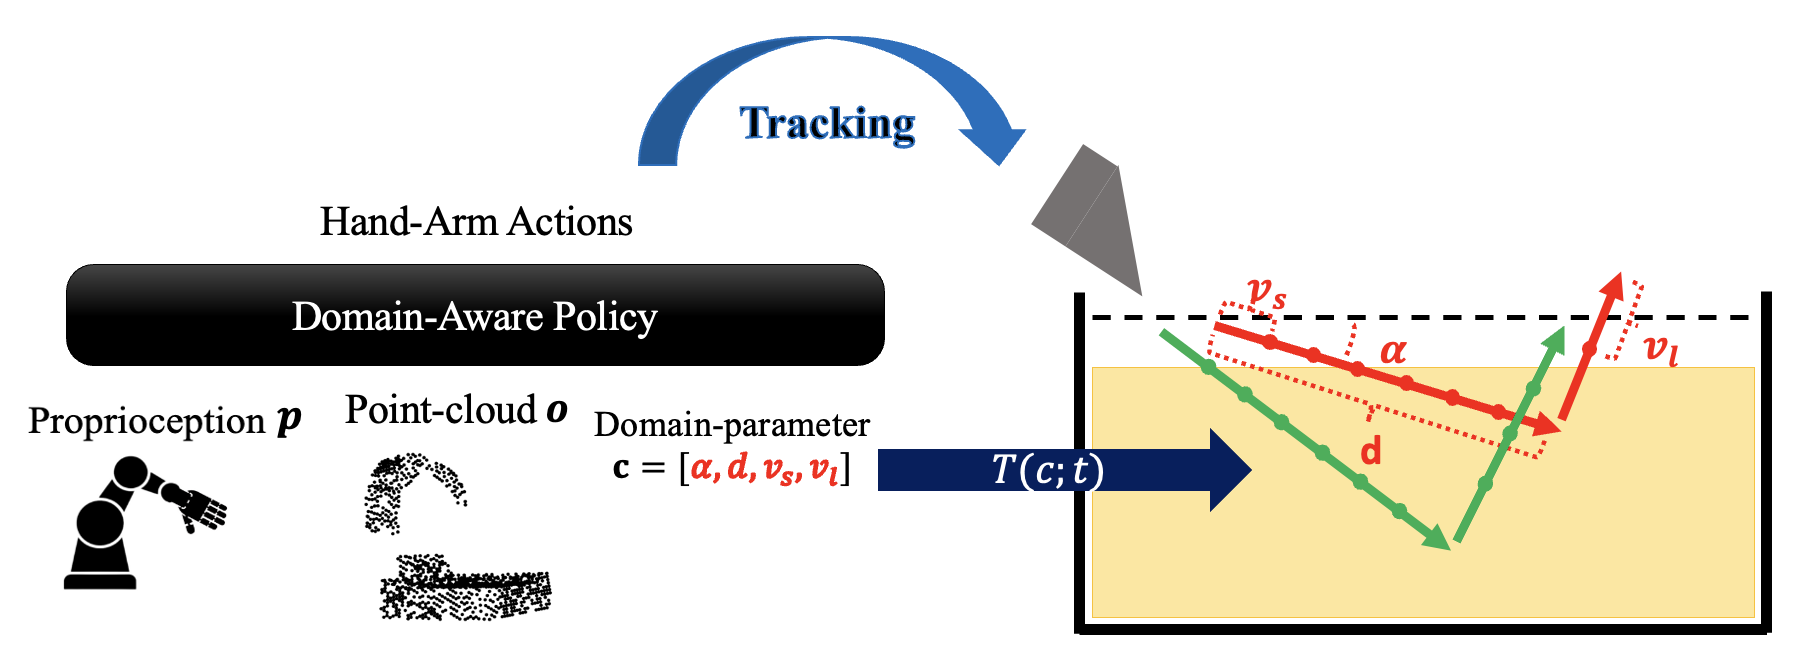 Tracking
Hand-Arm Actions
Domain-Aware Policy
Proprioception p
Point-cloud o
Domain-parameter
c = [α, d, vₛ, vₗ]
T(c; t)
vₛ
α
d
vₗ